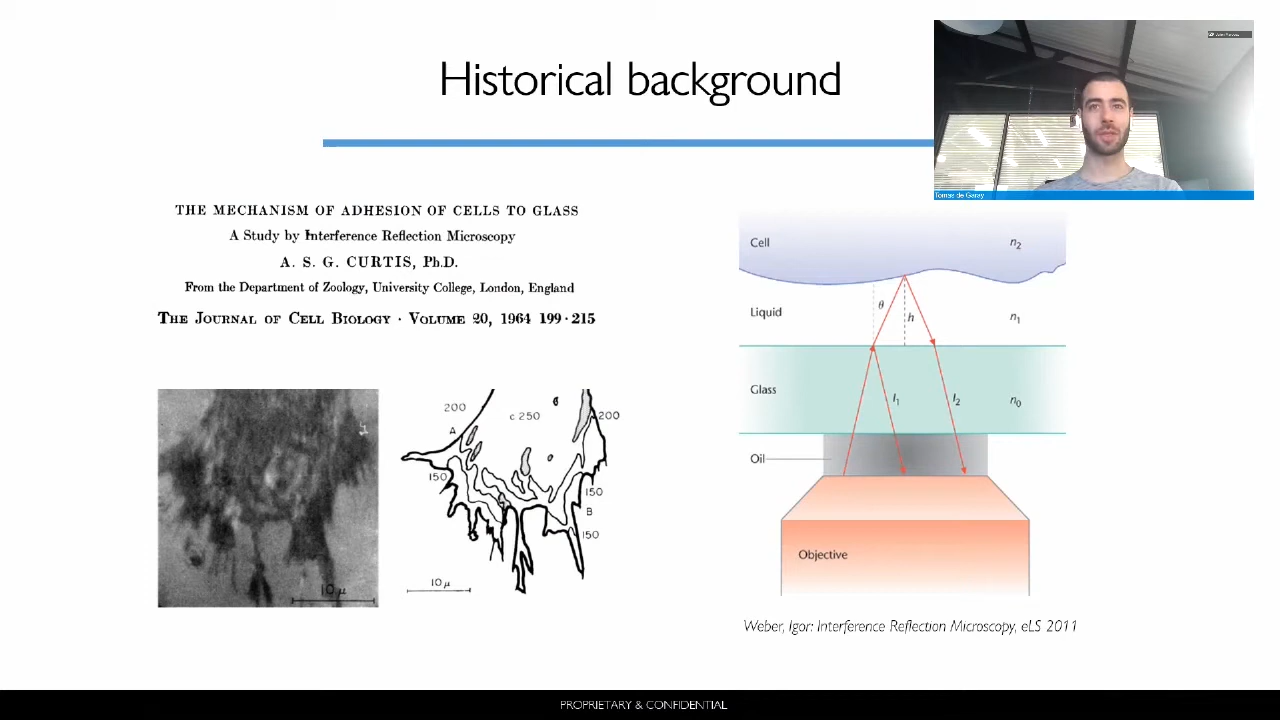 Historical background
Tomas de Garay
THE MECHANISM OF ADHESION OF CELLS TO GLASS
A Study by Interference Reflection Microscopy
A. S. G. CURTIS, Ph.D.
From the Department of Zoology, University College, London, England
THE JOURNAL OF CELL BIOLOGY · VOLUME 20, 1964 199·215
10 μ
200
c.250
200
A
150
150
B
150
10 μ
Cell
n2
θ
Liquid
h
n1
Glass
I1
I2
n0
Oil
Objective
Weber, Igor: Interference Reflection Microscopy, eLS 2011
PROPRIETARY & CONFIDENTIAL